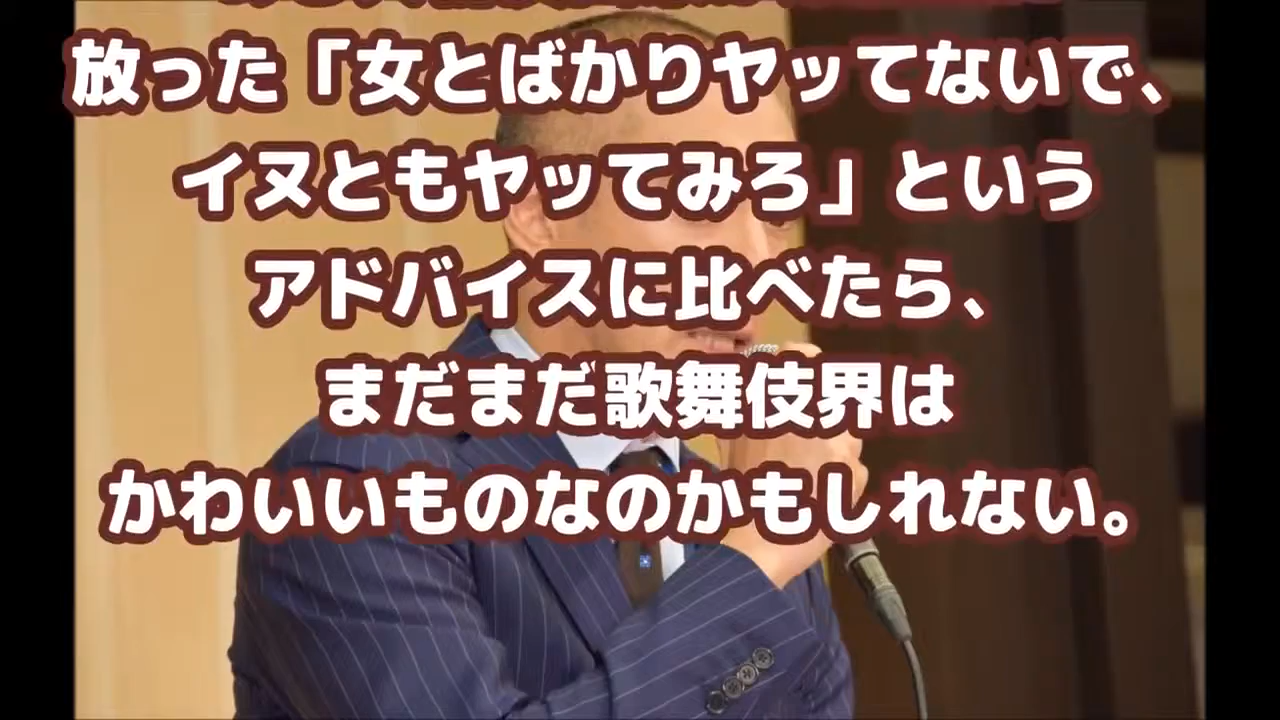 放った「女とばかりヤッてないで、
イヌともヤッてみろ」という
アドバイスに比べたら、
まだまだ歌舞伎界は
かわいいものなのかもしれない。